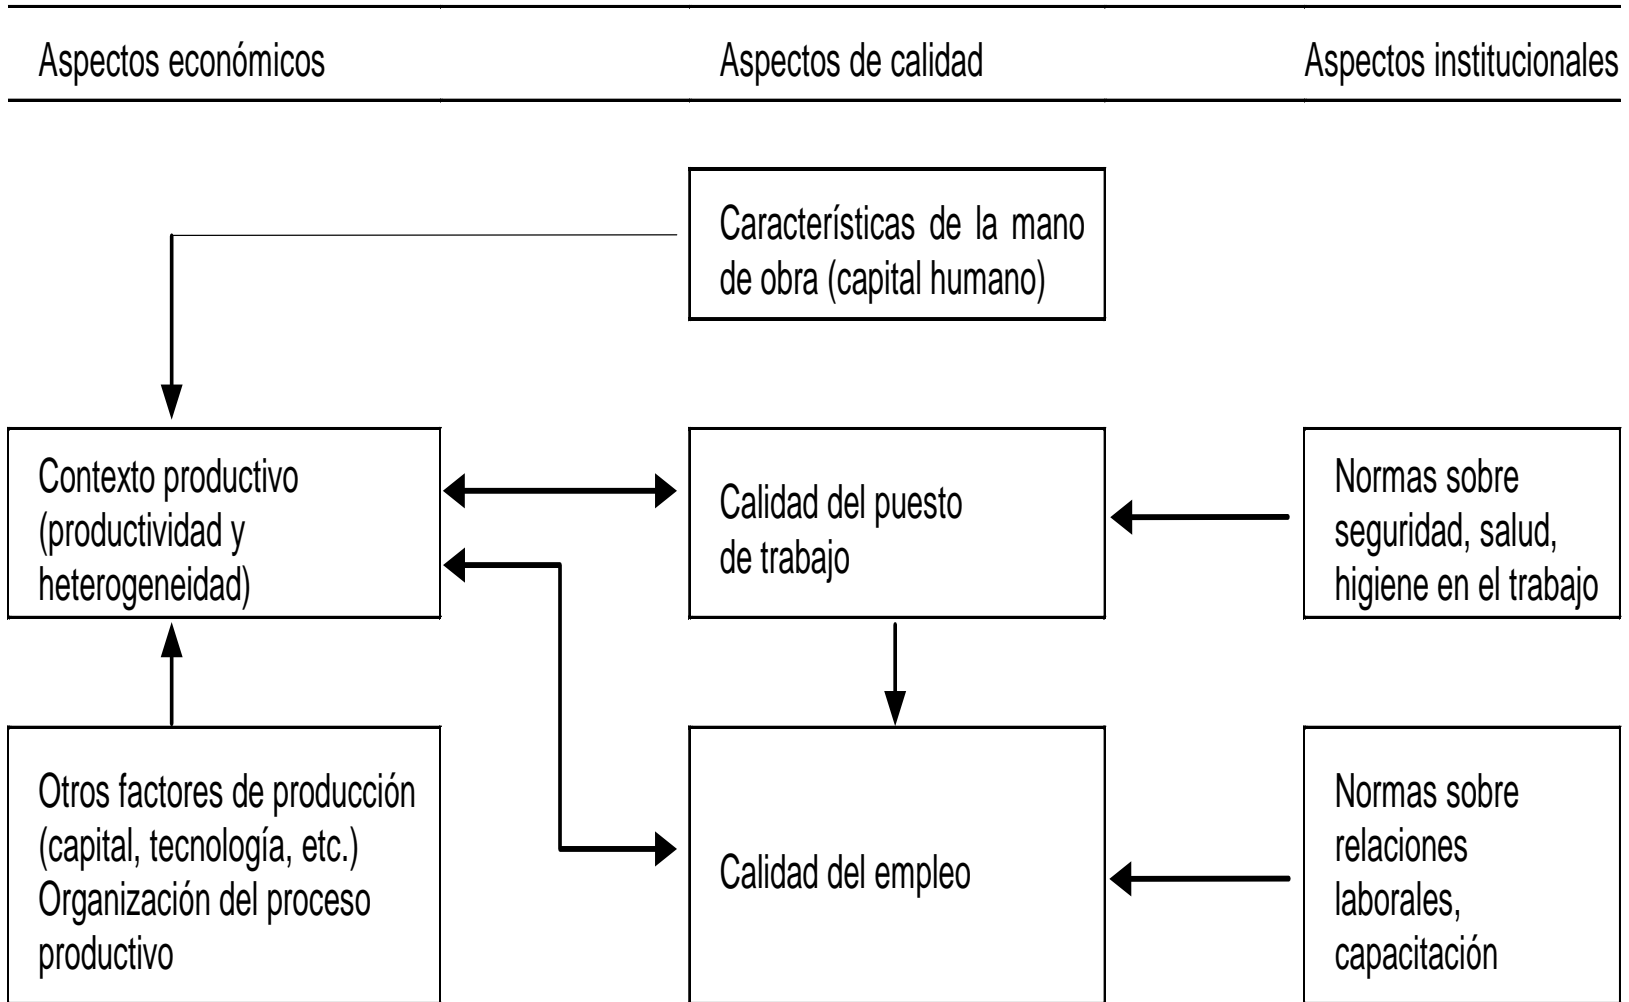 Aspectos económicos
Aspectos de calidad
Aspectos institucionales
Características de la mano
de obra (capital humano)
Contexto productivo
(productividad y
heterogeneidad)
Calidad del puesto
de trabajo
Normas sobre
seguridad, salud,
higiene en el trabajo
Otros factores de producción
(capital, tecnología, etc.)
Organización del proceso
productivo
Calidad del empleo
Normas sobre
relaciones
laborales,
capacitación